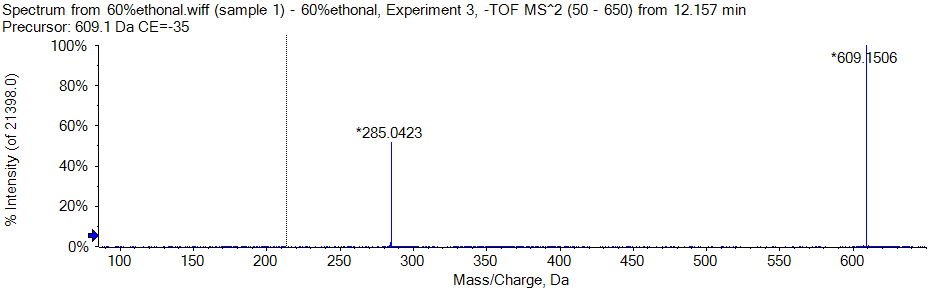 Spectrum from 60%ethonal.wiff (sample 1) - 60%ethonal, Experiment 3, -TOF MS^2 (50 - 650) from 12.157 min
Precursor: 609.1 Da CE=-35
% Intensity (of 21398.0)
100%
80%
60%
40%
20%
0%
*609.1506
*285.0423
100 150 200 250 300 350 400 450 500 550 600
Mass/Charge, Da